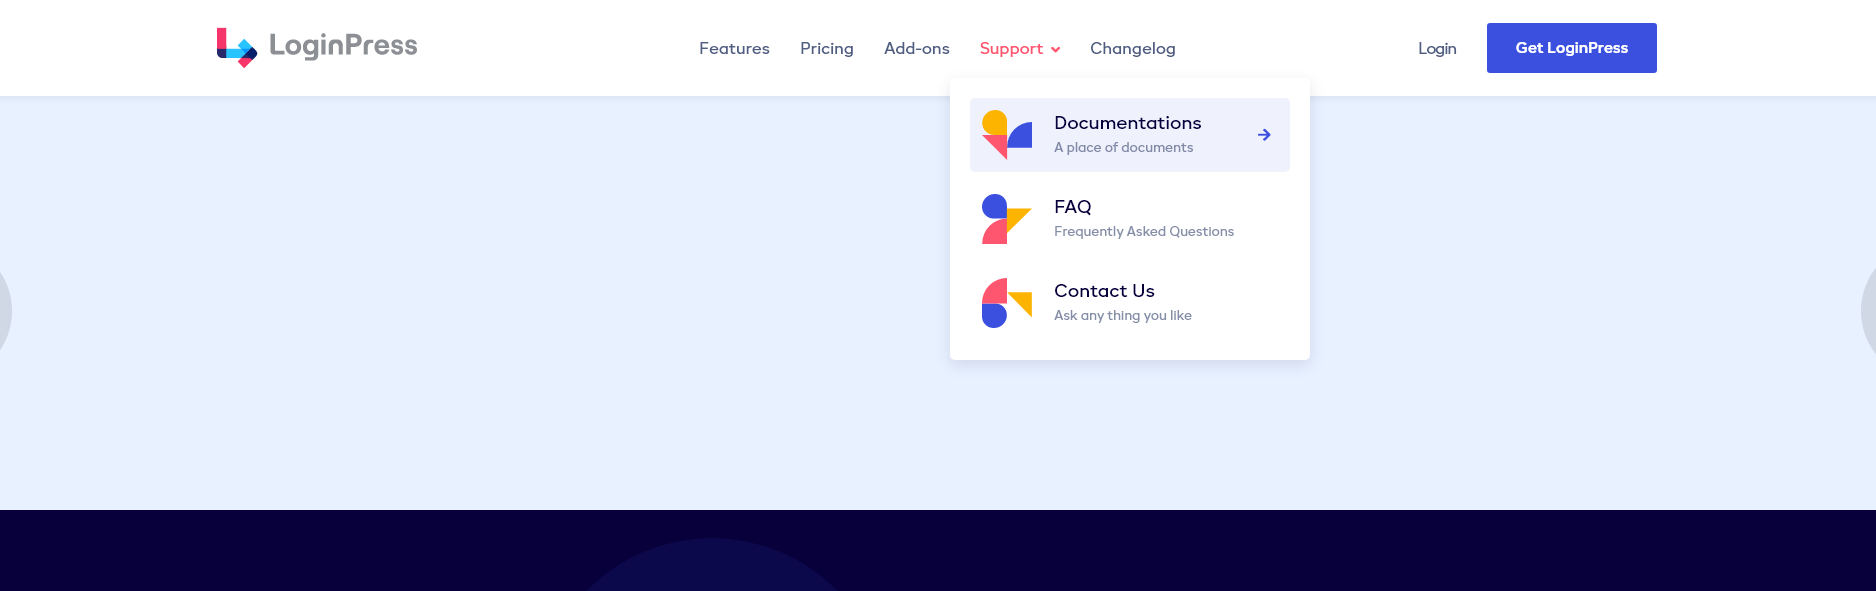 LoginPress
Features
Pricing
Add-ons
Support
Changelog
Login
Get LoginPress
Documentations
A place of documents
FAQ
Frequently Asked Questions
Contact Us
Ask any thing you like